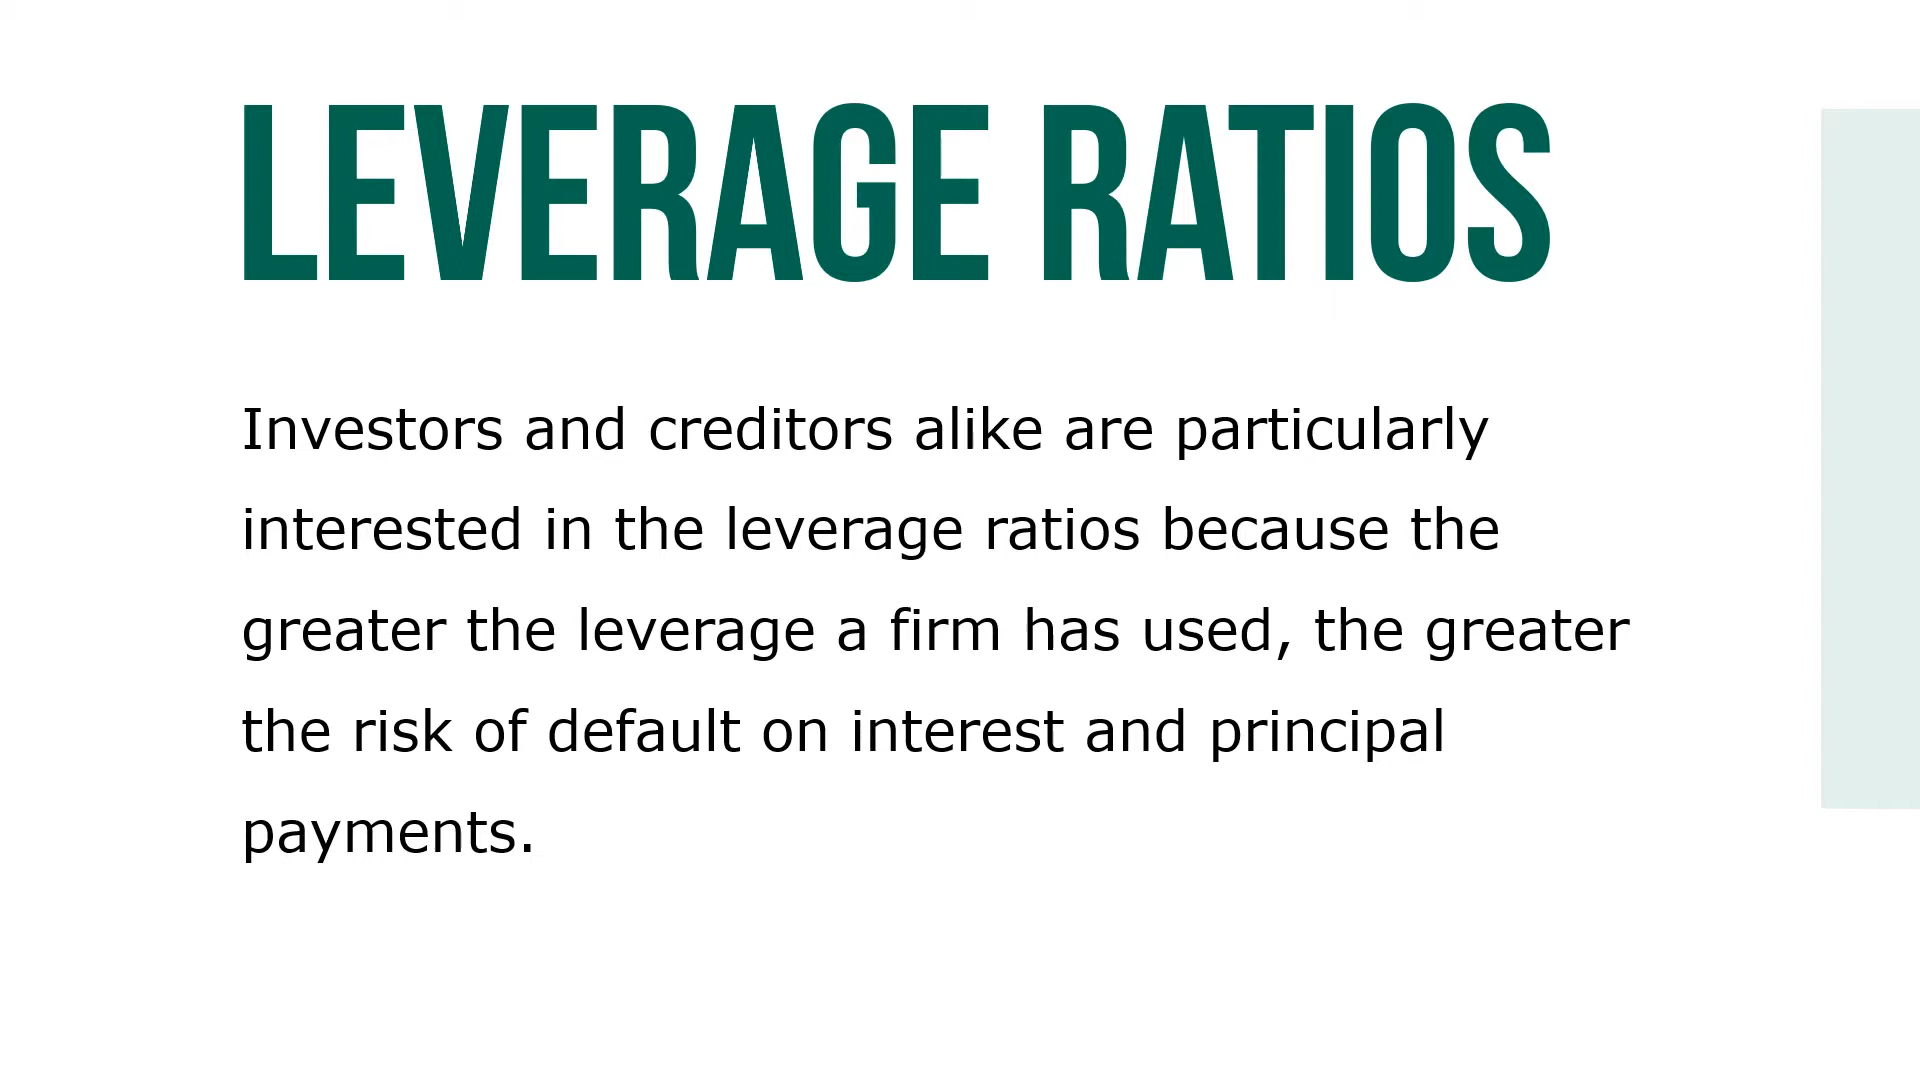 LEVERAGE RATIOS
Investors and creditors alike are particularly
interested in the leverage ratios because the
greater the leverage a firm has used, the greater
the risk of default on interest and principal
payments.